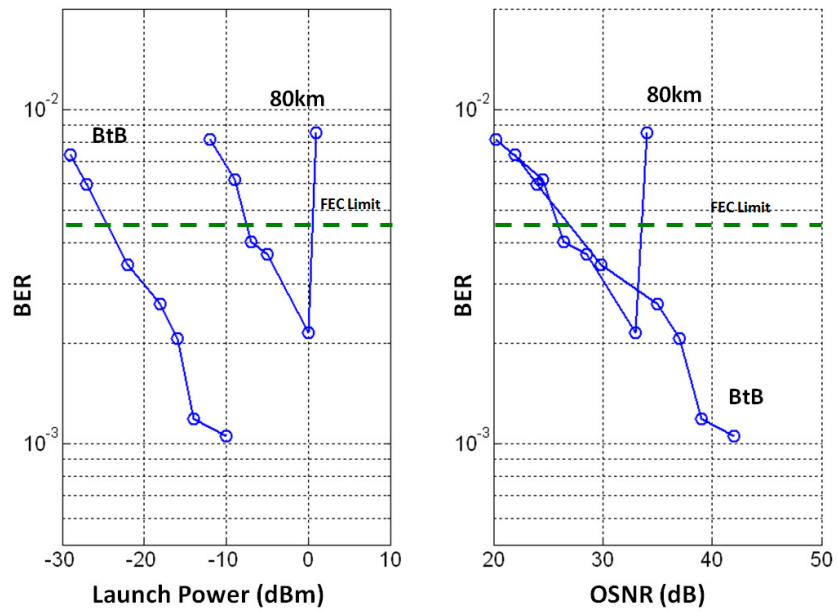 10^-2
80km
BtB
FEC Limit
BER
10^-3
-30 -20 -10 0 10
Launch Power (dBm)
10^-2
80km
FEC Limit
BER
BtB
10^-3
20 30 40 50
OSNR (dB)